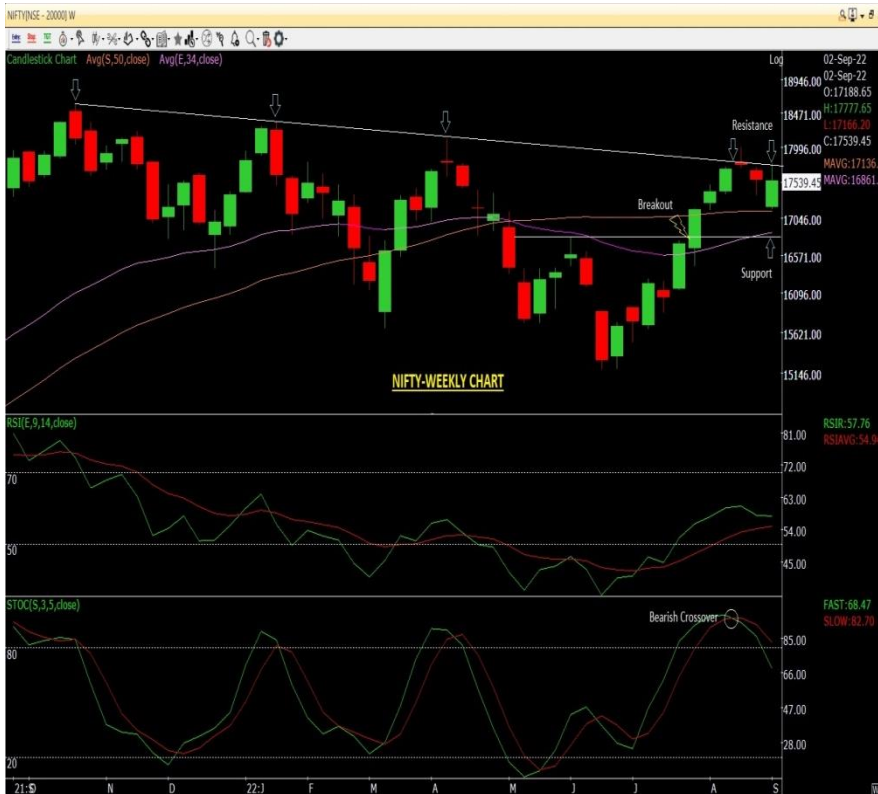 NIFTY[NSE - 20000] W
Candlestick Chart Avg(S,50,close) Avg(E,34,close)
Log
02-Sep-22
02-Sep-22
O:17188.65
H:17777.65
L:17166.20
C:17539.45
MAVG:17136.
MAVG:16861.
18946.00
18471.00
17996.00
17539.45
17046.00
16571.00
16096.00
15621.00
15146.00
Resistance
Breakout
Support
NIFTY-WEEKLY CHART
RSI(E,9,14,close)
RSIR:57.76
RSIAVG:54.94
81.00
72.00
63.00
54.00
45.00
70
50
STOC(S,3,5,close)
FAST:68.47
SLOW:82.70
Bearish Crossover
85.00
66.00
47.00
28.00
80
20
N D 22:J F M A M J J A S